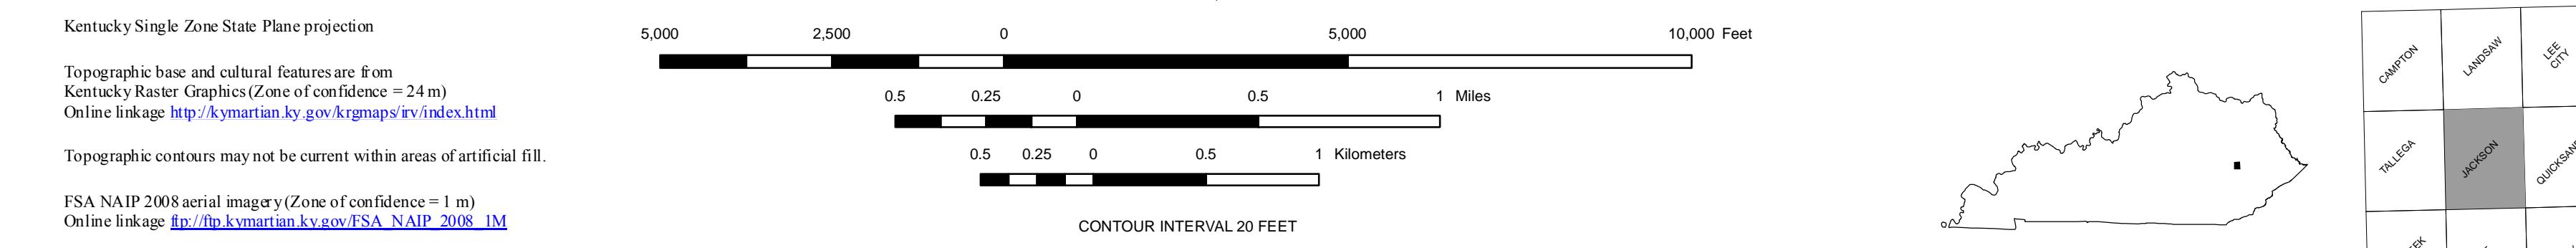 Kentucky Single Zone State Plane projection
Topographic base and cultural features are from
Kentucky Raster Graphics (Zone of confidence = 24 m)
Online linkage http://kymartian.ky.gov/krgmaps/irv/index.html
Topographic contours may not be current within areas of artificial fill.
FSA NAIP 2008 aerial imagery (Zone of confidence = 1 m)
Online linkage ftp://ftp.kymartian.ky.gov/FSA_NAIP_2008_1M
5,000 2,500 0 5,000 10,000 Feet
0.5 0.25 0 0.5 1 Miles
0.5 0.25 0 0.5 1 Kilometers
CONTOUR INTERVAL 20 FEET
CAMPTON
LANDSAW
LEE
CITY
TALLEGA
JACKSON